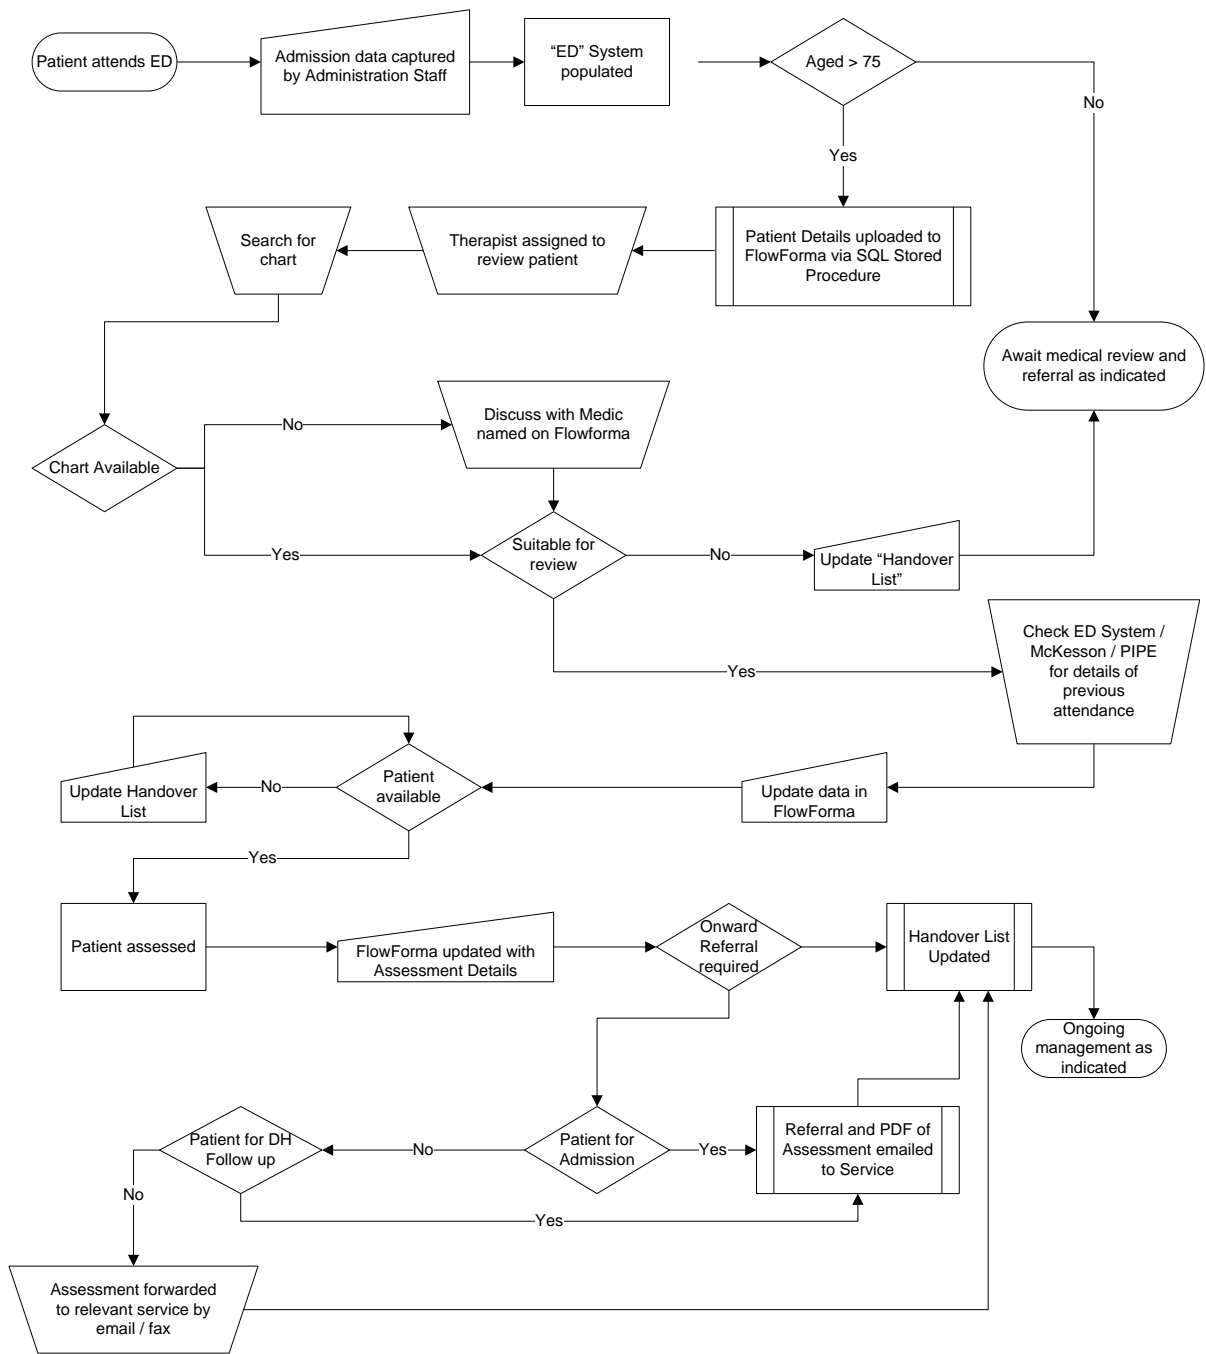 Patient attends ED
Admission data captured
by Administration Staff
“ED” System
populated
Aged > 75
No
Yes
Search for
chart
Therapist assigned to
review patient
Patient Details uploaded to
FlowForma via SQL Stored
Procedure
Await medical review and
referral as indicated
Discuss with Medic
named on Flowforma
No
Chart Available
Yes
Suitable for
review
No
Update “Handover
List”
Yes
Check ED System /
McKesson / PIPE
for details of
previous
attendance
Update Handover
List
No
Patient
available
Update data in
FlowForma
Yes
Patient assessed
FlowForma updated with
Assessment Details
Onward
Referral
required
Handover List
Updated
Ongoing
management as
indicated
Patient for DH
Follow up
No
Patient for
Admission
Yes
Referral and PDF of
Assessment emailed
to Service
No
Yes
Assessment forwarded
to relevant service by
email / fax